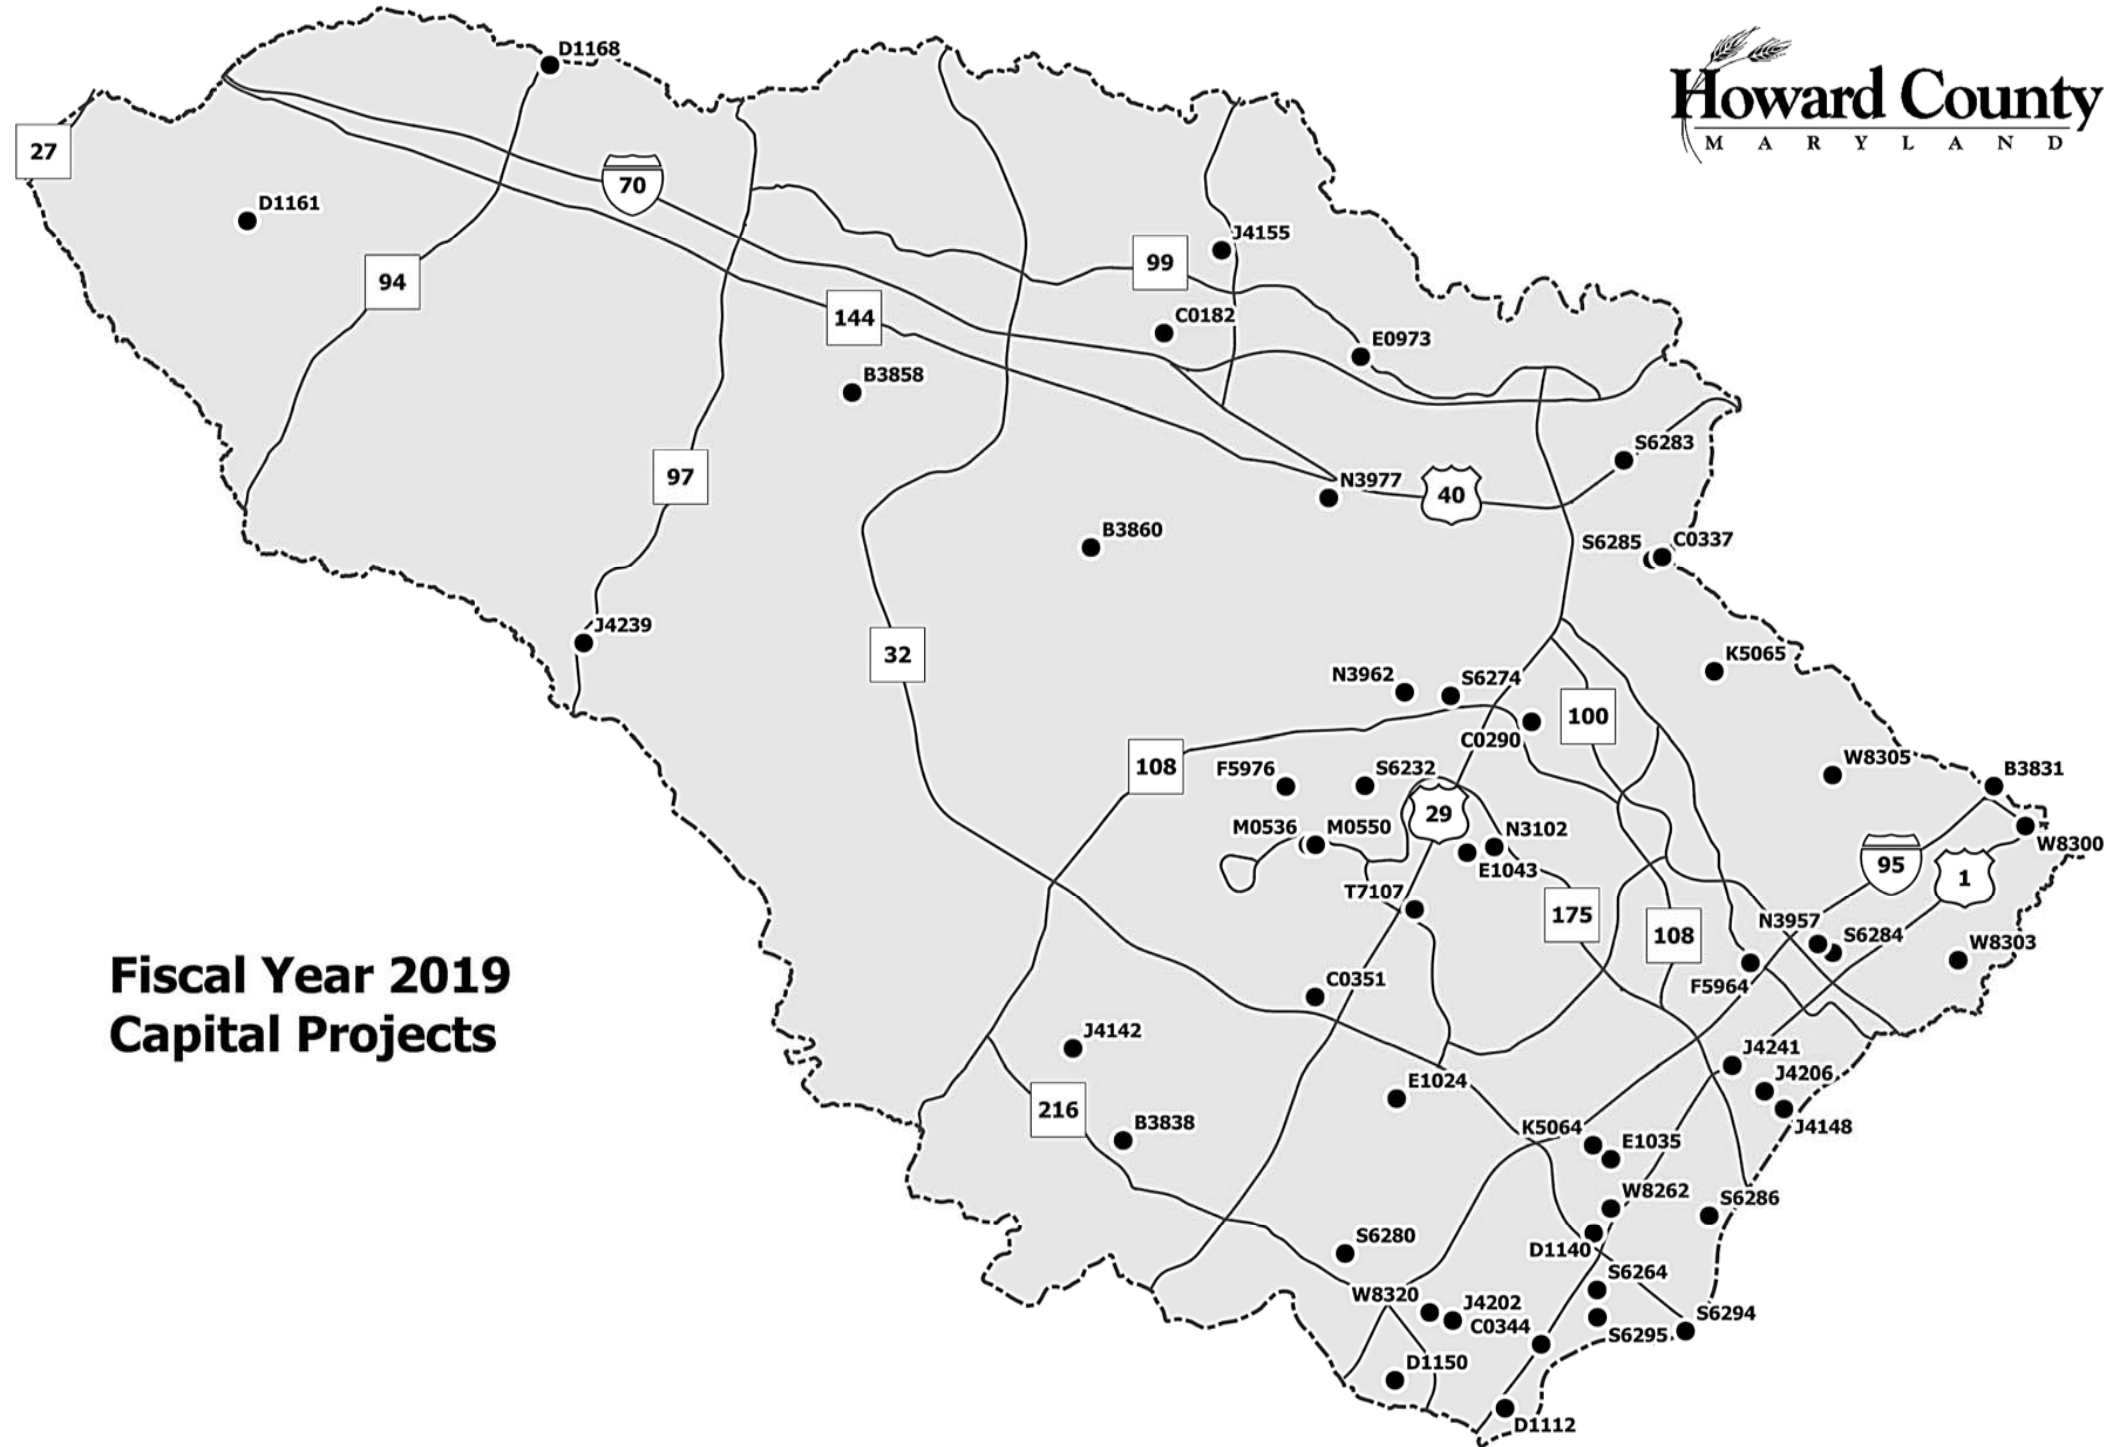 D1168
Howard County
MARYLAND
27
70
D1161
J4155
99
94
C0182
144
E0973
B3858
S6283
97
N3977
40
B3860
S6285
C0337
J4239
32
K5065
N3962
S6274
100
C0290
108
W8305
F5976
S6232
B3831
29
M0536
M0550
N3102
W8300
E1043
95
1
T7107
175
N3957
108
S6284
W8303
Fiscal Year 2019
Capital Projects
C0351
F5964
J4142
J4241
E1024
J4206
216
B3838
K5064
E1035
J4148
W8262
S6286
S6280
D1140
S6264
W8320
J4202
C0344
S6294
S6295
D1150
D1112